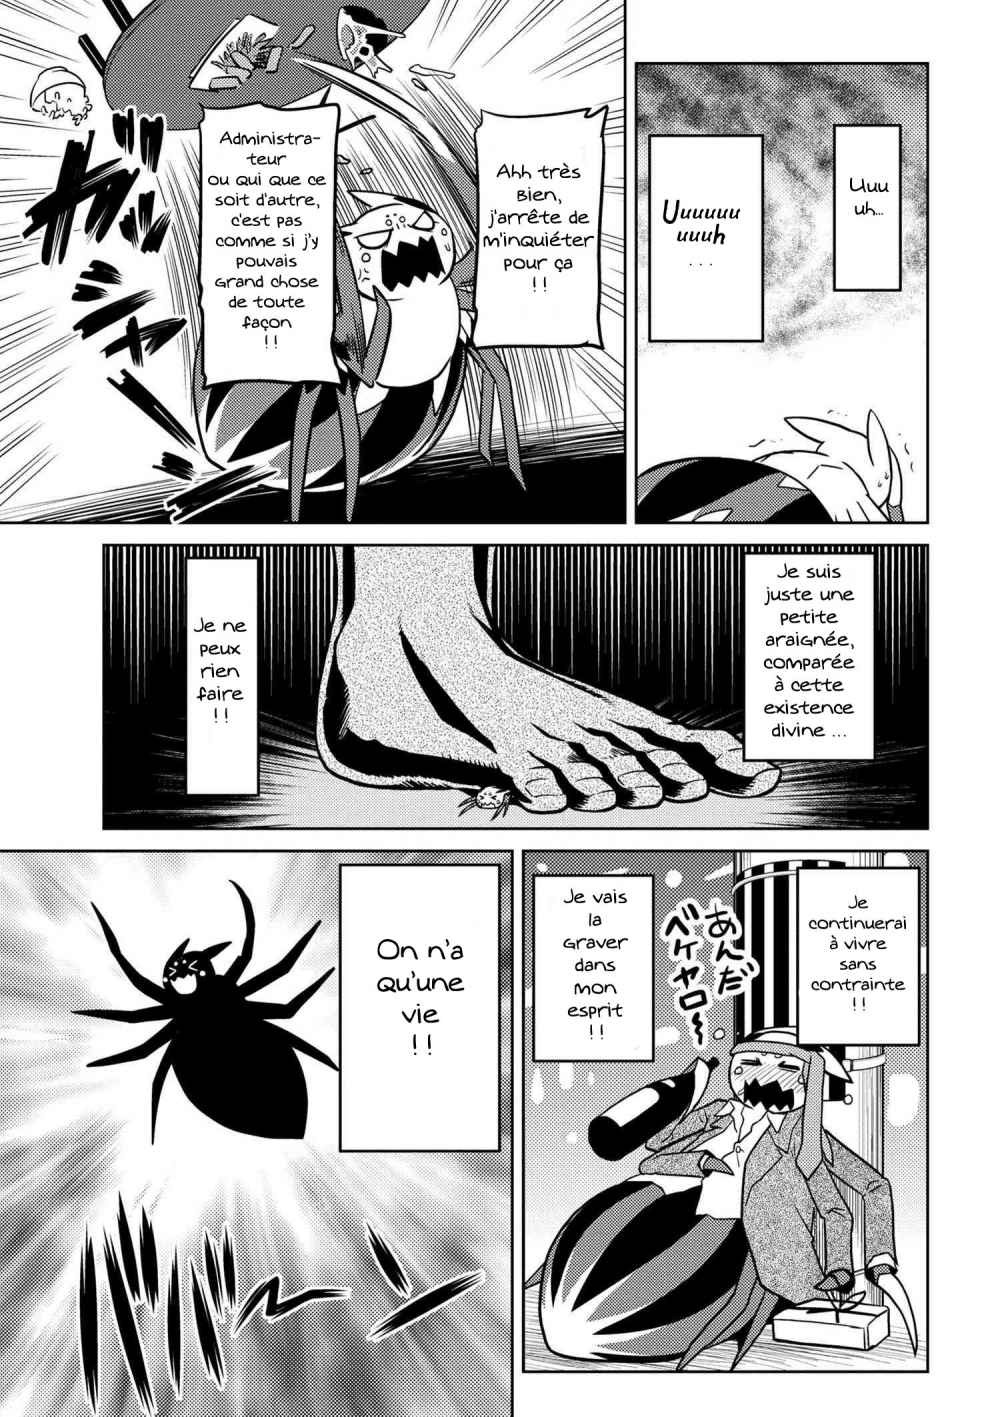 Uuu
uh...
Uuuuuu
uuuh
...
Ahh très
Bien,
j'arrête de
m'inquiéter
pour ça
!!
Administra-
teur
ou qui que ce
soit d'autre,
c'est pas
comme si j'y
pouvais
Grand chose
de toute
façon
!!
Je suis
juste une
petite
araignée,
comparée
à cette
existence
divine ...
Je ne
peux
rien
faire
!!
Je
continuerai
à vivre
sans
contrainte
!!
あんだ
べケヤロ〜
Je vais
la
Graver
dans
mon
esprit
!!
On n'a
qu'une
vie
!!